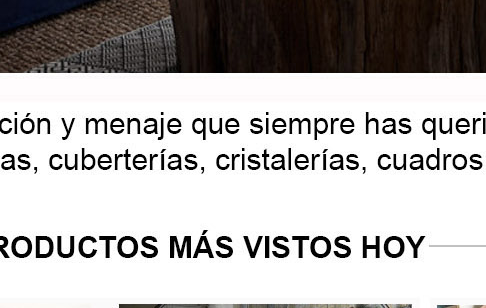 ción y menaje que siempre has queri
as, cuberterías, cristalerías, cuadros
RODUCTOS MÁS VISTOS HOY